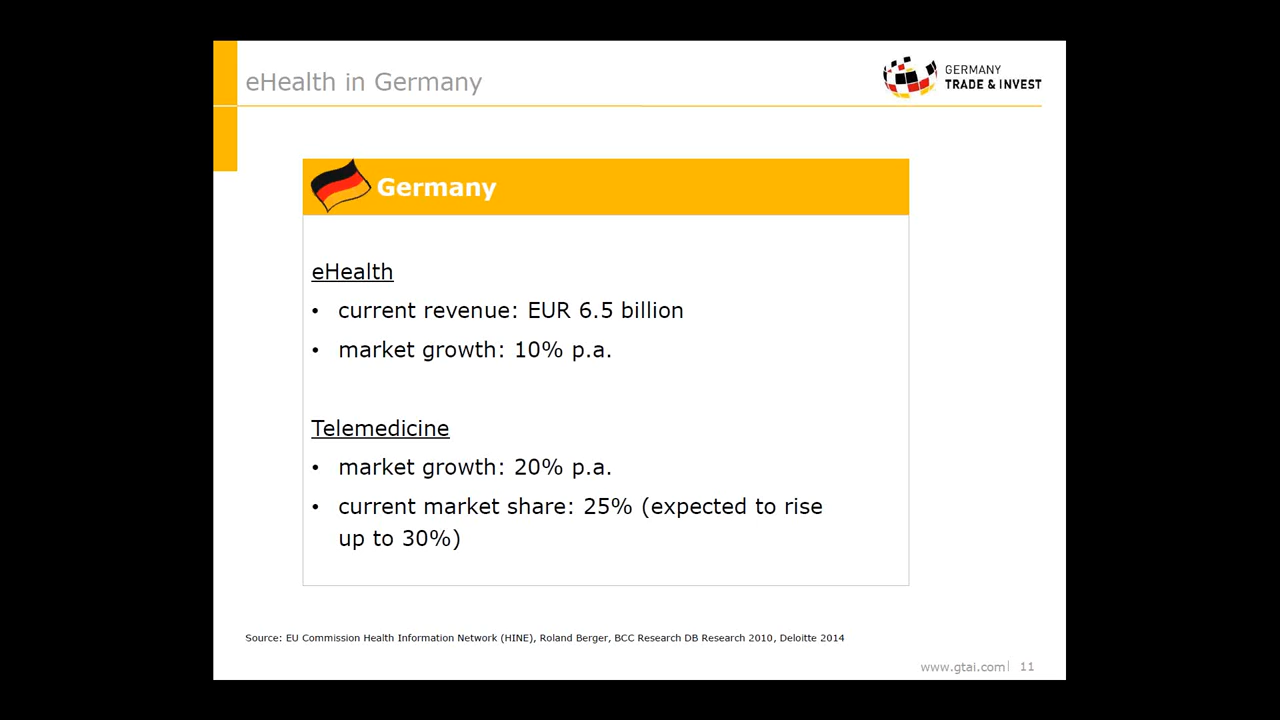 eHealth in Germany
GERMANY
TRADE & INVEST
Germany
eHealth
• current revenue: EUR 6.5 billion
• market growth: 10% p.a.
Telemedicine
• market growth: 20% p.a.
• current market share: 25% (expected to rise
up to 30%)
Source: EU Commission Health Information Network (HINE), Roland Berger, BCC Research DB Research 2010, Deloitte 2014
www.gtai.com| 11